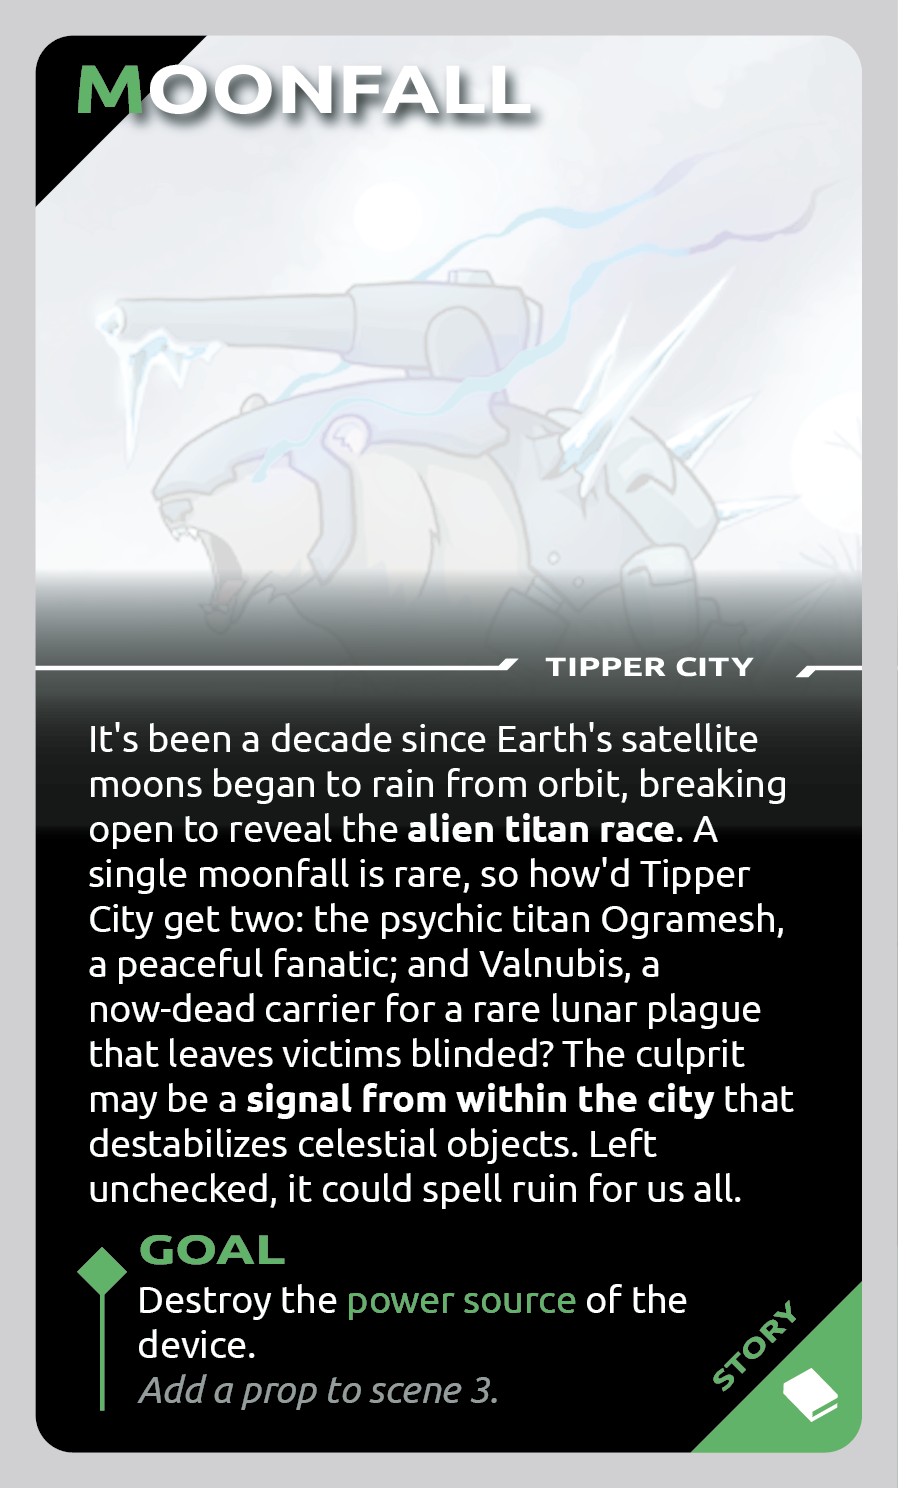 MOONFALL
TIPPER CITY
It's been a decade since Earth's satellite
moons began to rain from orbit, breaking
open to reveal the alien titan race. A
single moonfall is rare, so how'd Tipper
City get two: the psychic titan Ogramesh,
a peaceful fanatic; and Valnubis, a
now-dead carrier for a rare lunar plague
that leaves victims blinded? The culprit
may be a signal from within the city that
destabilizes celestial objects. Left
unchecked, it could spell ruin for us all.
GOAL
Destroy the power source of the
device.
Add a prop to scene 3.
STORY